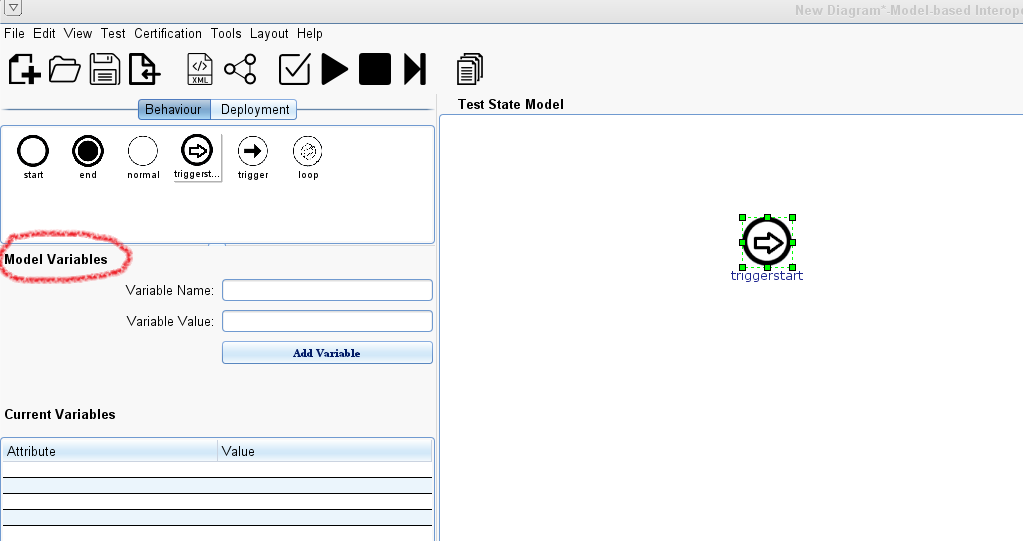 New Diagram*-Model-based Interope
File Edit View Test Certification Tools Layout Help
</>
XML
Behaviour Deployment
Test State Model
start end normal triggerst... trigger loop
Model Variables
Variable Name:
Variable Value:
Add Variable
triggerstart
Current Variables
Attribute Value